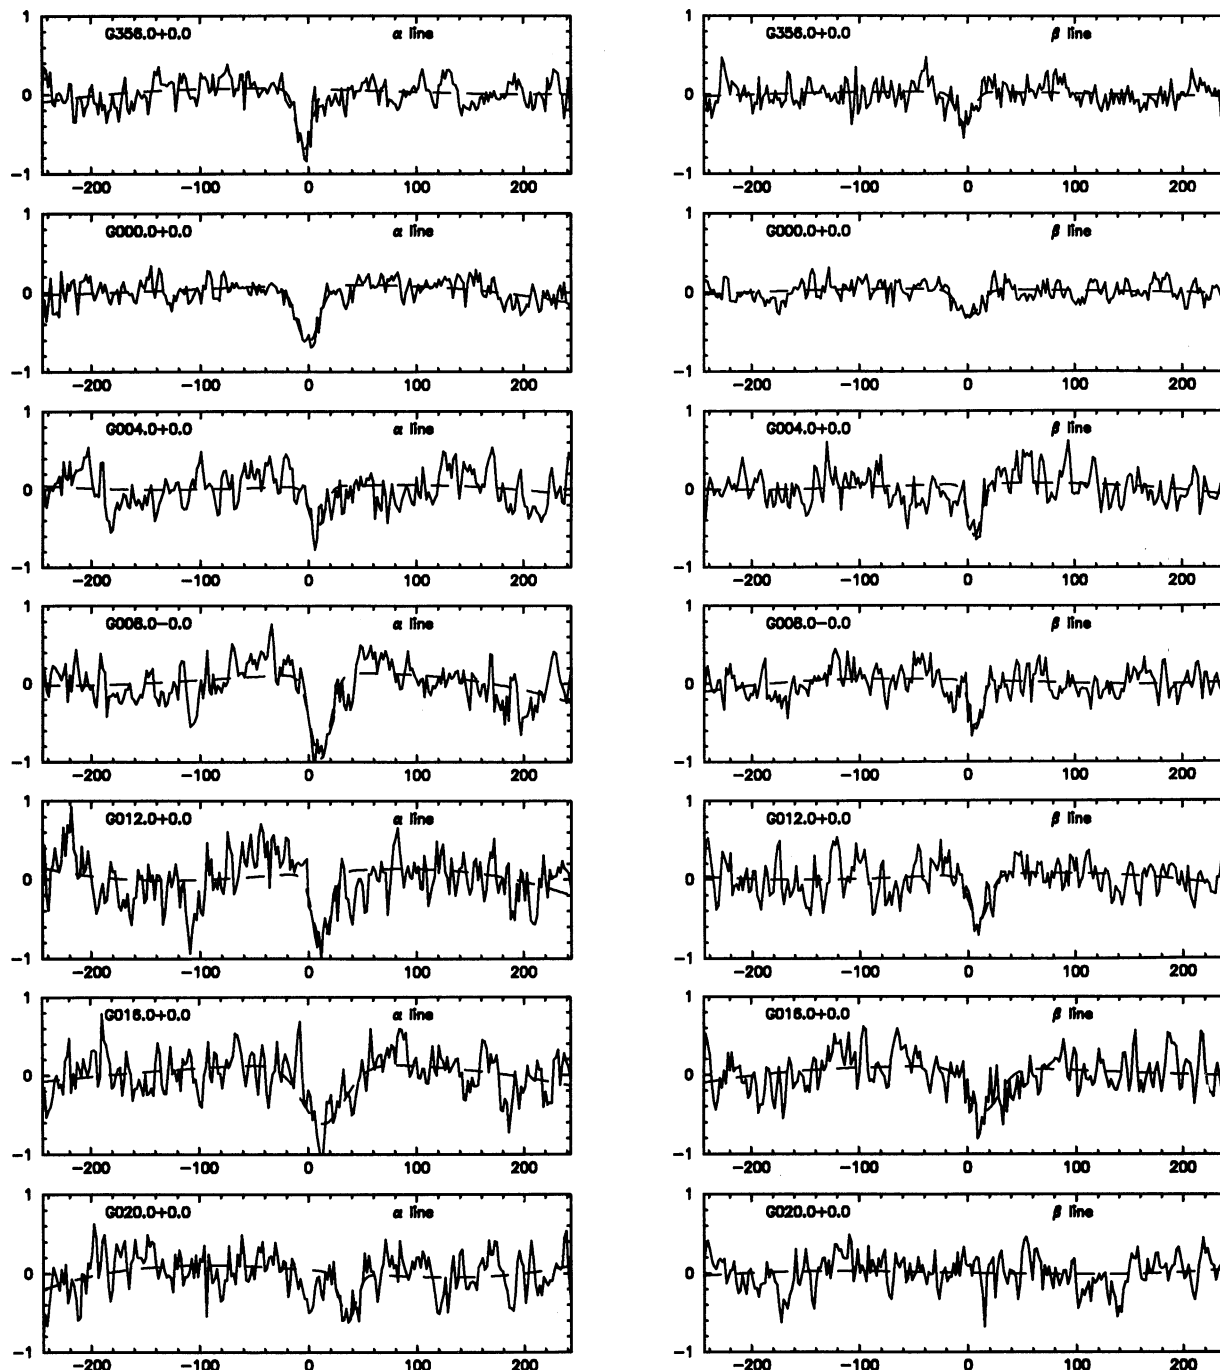 1 G356.0+0.0 α line 0 -1 -200 -100 0 100 200
G356.0+0.0 β line 1 0 -1 -200 -100 0 100 200
1 G000.0+0.0 α line 0 -1 -200 -100 0 100 200
G000.0+0.0 β line 1 0 -1 -200 -100 0 100 200
1 G004.0+0.0 α line 0 -1 -200 -100 0 100 200
G004.0+0.0 β line 1 0 -1 -200 -100 0 100 200
1 G008.0-0.0 α line 0 -1 -200 -100 0 100 200
G008.0-0.0 β line 1 0 -1 -200 -100 0 100 200
1 G012.0+0.0 α line 0 -1 -200 -100 0 100 200
G012.0+0.0 β line 1 0 -1 -200 -100 0 100 200
1 G016.0+0.0 α line 0 -1 -200 -100 0 100 200
G016.0+0.0 β line 1 0 -1 -200 -100 0 100 200
1 G020.0+0.0 α line 0 -1 -200 -100 0 100 200
G020.0+0.0 β line 1 0 -1 -200 -100 0 100 200